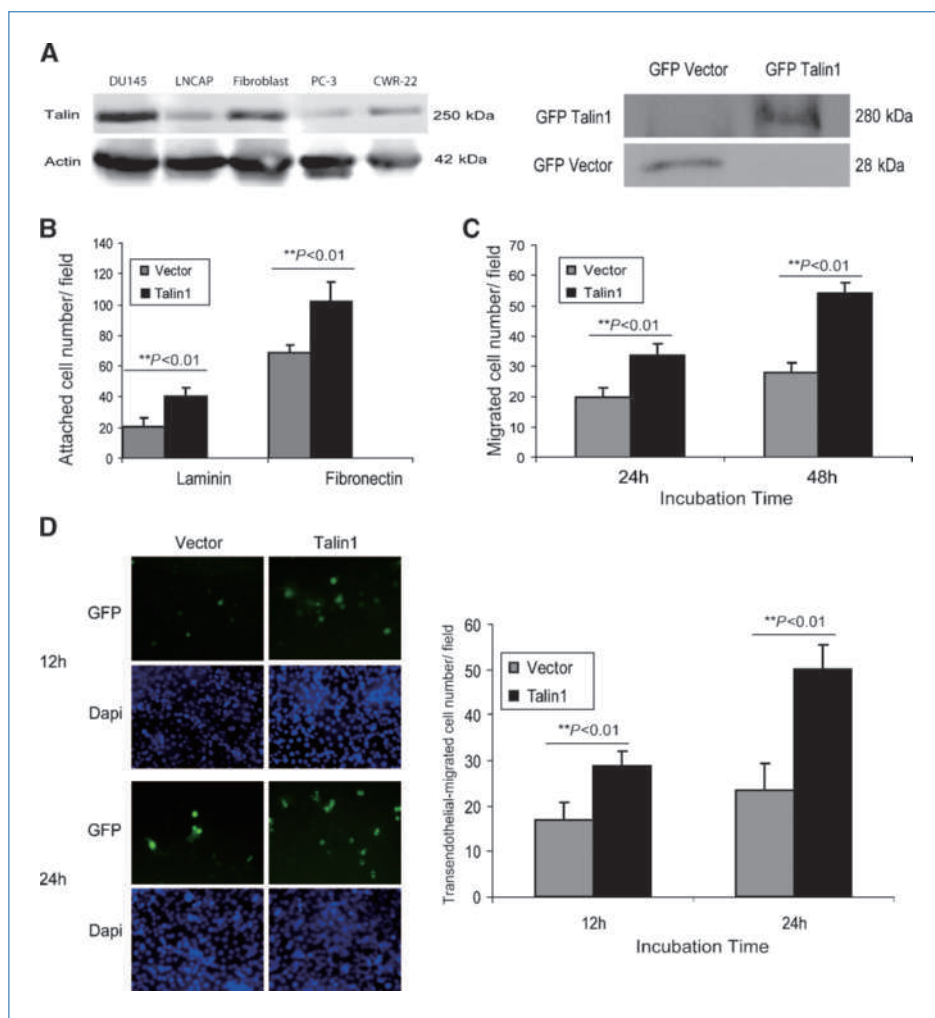 A
DU145 LNCAP Fibroblast PC-3 CWR-22
Talin 250 kDa
Actin 42 kDa
GFP Vector GFP Talin1
GFP Talin1 280 kDa
GFP Vector 28 kDa
B
Attached cell number/ field
140
120
100
80
60
40
20
0
Vector
Talin1
**P<0.01
**P<0.01
Laminin Fibronectin
C
Migrated cell number/ field
70
60
50
40
30
20
10
0
Vector
Talin1
**P<0.01
**P<0.01
24h 48h
Incubation Time
D
Vector Talin1
GFP
12h
Dapi
GFP
24h
Dapi
Transendothelial-migrated cell number/ field
60
50
40
30
20
10
0
Vector
Talin1
**P<0.01
**P<0.01
12h 24h
Incubation Time